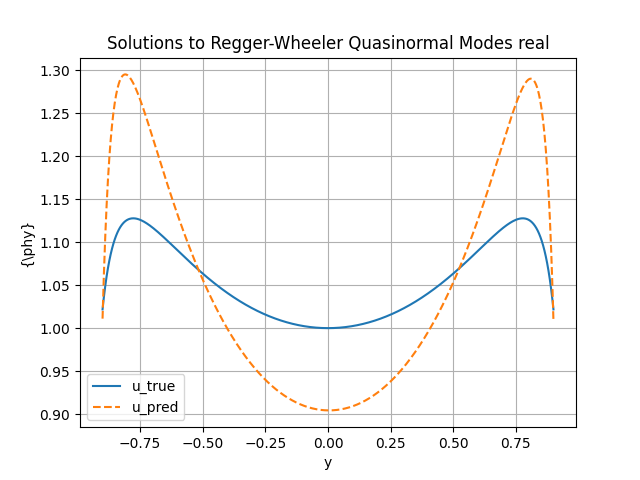 Solutions to Regger-Wheeler Quasinormal Modes real
1.30
1.25
1.20
1.15
1.10
1.05
1.00
0.95
0.90
{\phy}
u_true
u_pred
−0.75 −0.50 −0.25 0.00 0.25 0.50 0.75
y